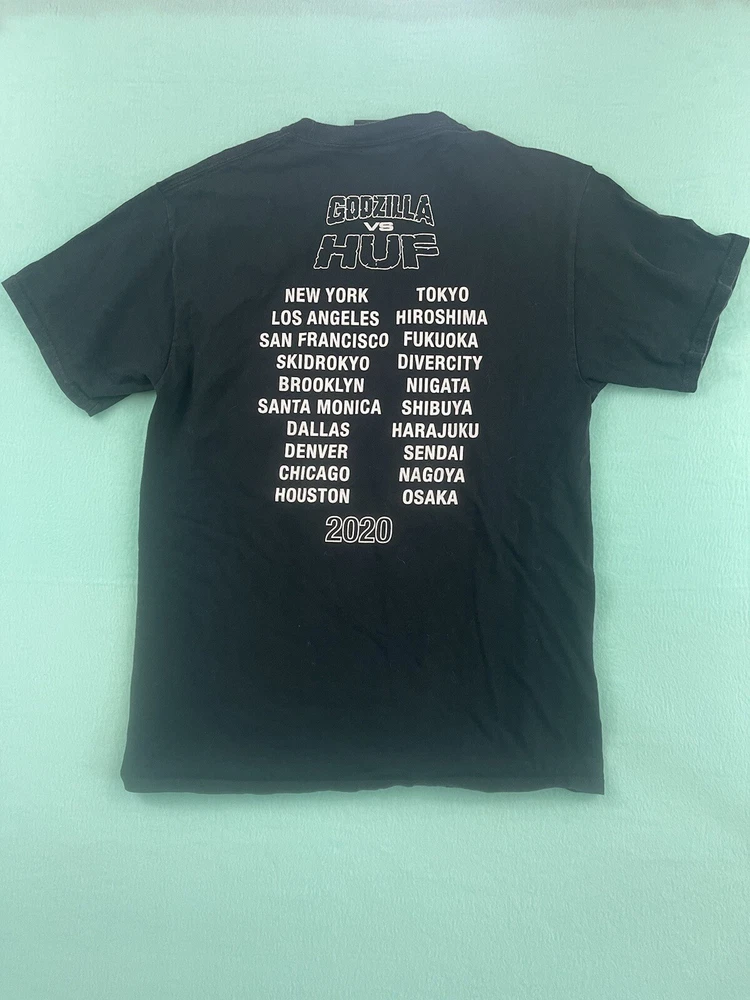 GODZILLA
VS
HUF
NEW YORK TOKYO
LOS ANGELES HIROSHIMA
SAN FRANCISCO FUKUOKA
SKIDROKYO DIVERCITY
BROOKLYN NIIGATA
SANTA MONICA SHIBUYA
DALLAS HARAJUKU
DENVER SENDAI
CHICAGO NAGOYA
HOUSTON OSAKA
2020